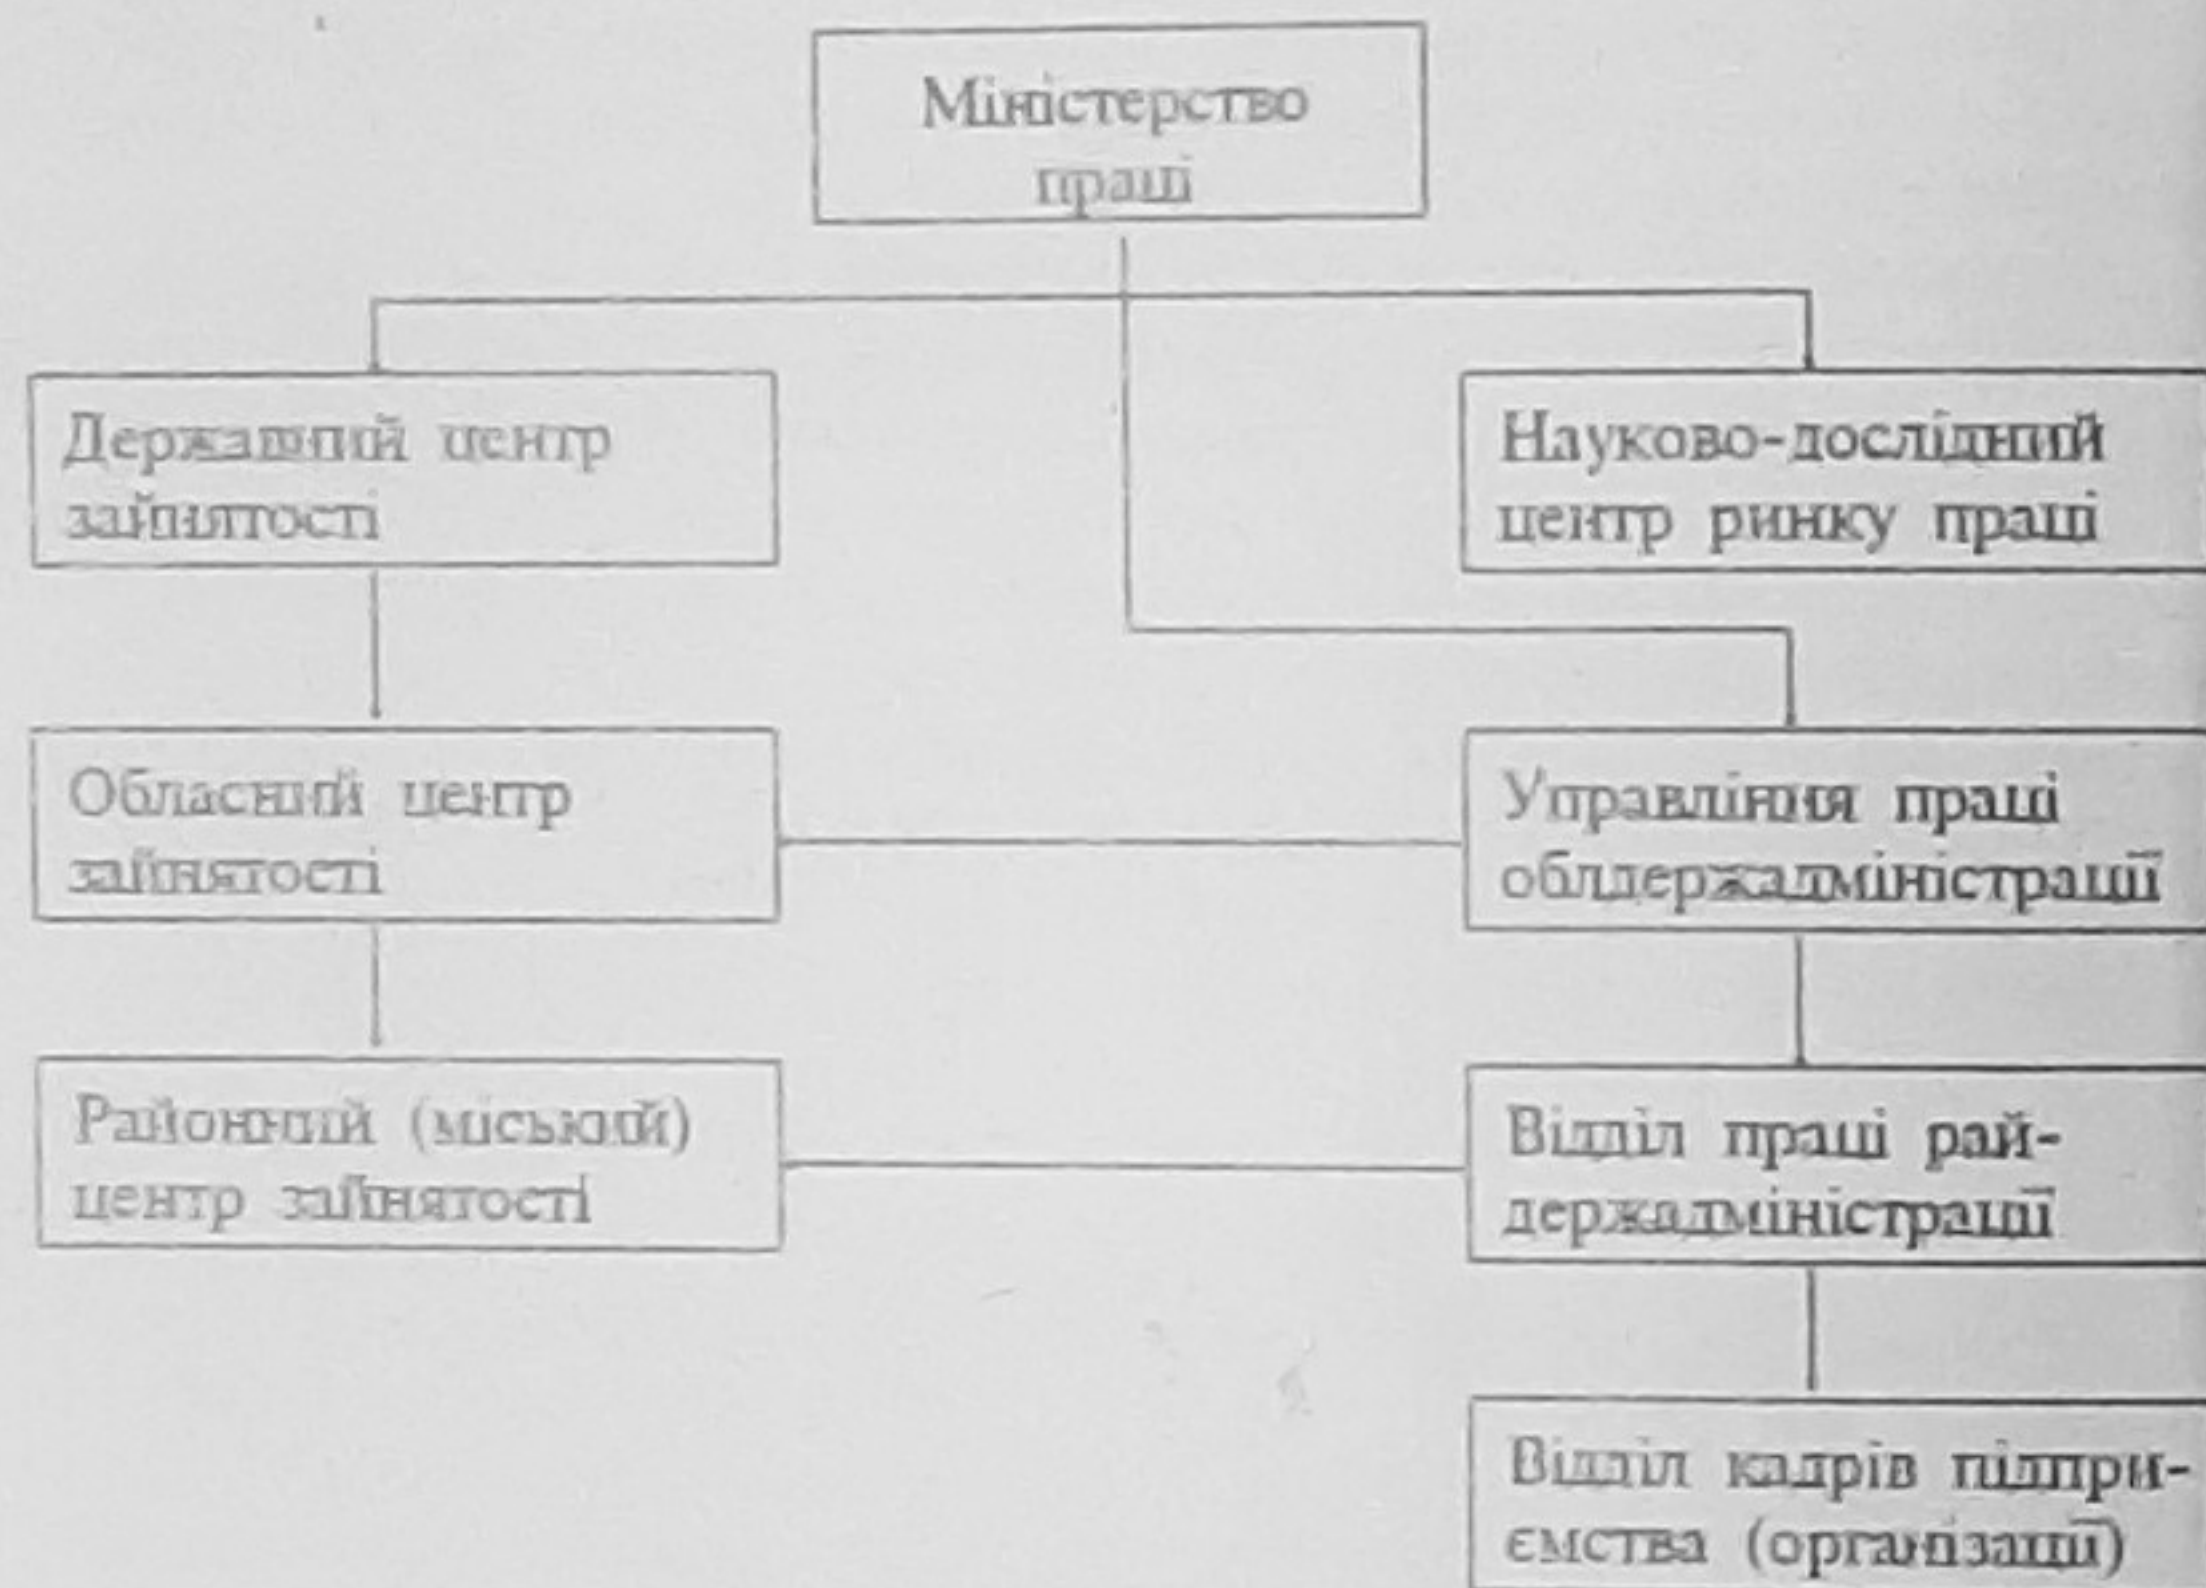 Міністерство
праці
Державний центр
зайнятості
Науково-дослідний
центр ринку праці
Обласний центр
зайнятості
Управління праці
облдержадміністрації
Районний (міський)
центр зайнятості
Відділ праці рай-
держадміністрації
Відділ кадрів підпри-
ємства (організації)